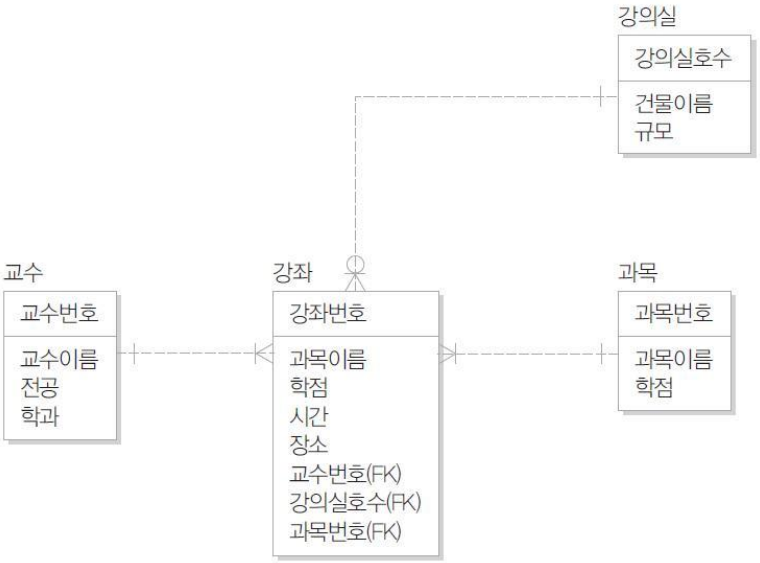 강의실
강의실호수
건물이름
규모
교수
교수번호
교수이름
전공
학과
강좌
강좌번호
과목이름
학점
시간
장소
교수번호(FK)
강의실호수(FK)
과목번호(FK)
과목
과목번호
과목이름
학점